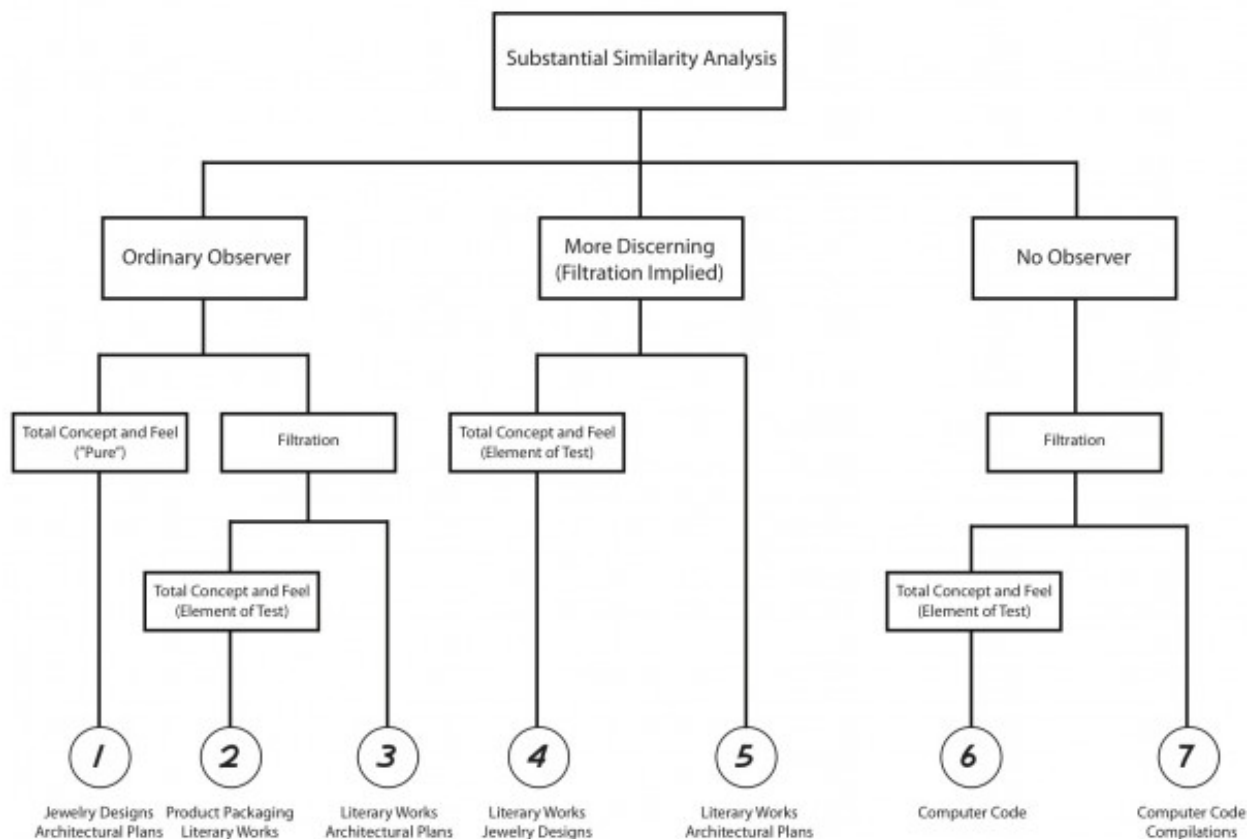 Substantial Similarity Analysis
Ordinary Observer
More Discerning
(Filtration Implied)
No Observer
Total Concept and Feel
("Pure")
Filtration
Total Concept and Feel
(Element of Test)
Filtration
Total Concept and Feel
(Element of Test)
Total Concept and Feel
(Element of Test)
1
2
3
4
5
6
7
Jewelry Designs
Architectural Plans
Product Packaging
Literary Works
Literary Works
Architectural Plans
Literary Works
Jewelry Designs
Literary Works
Architectural Plans
Computer Code
Computer Code
Compilations